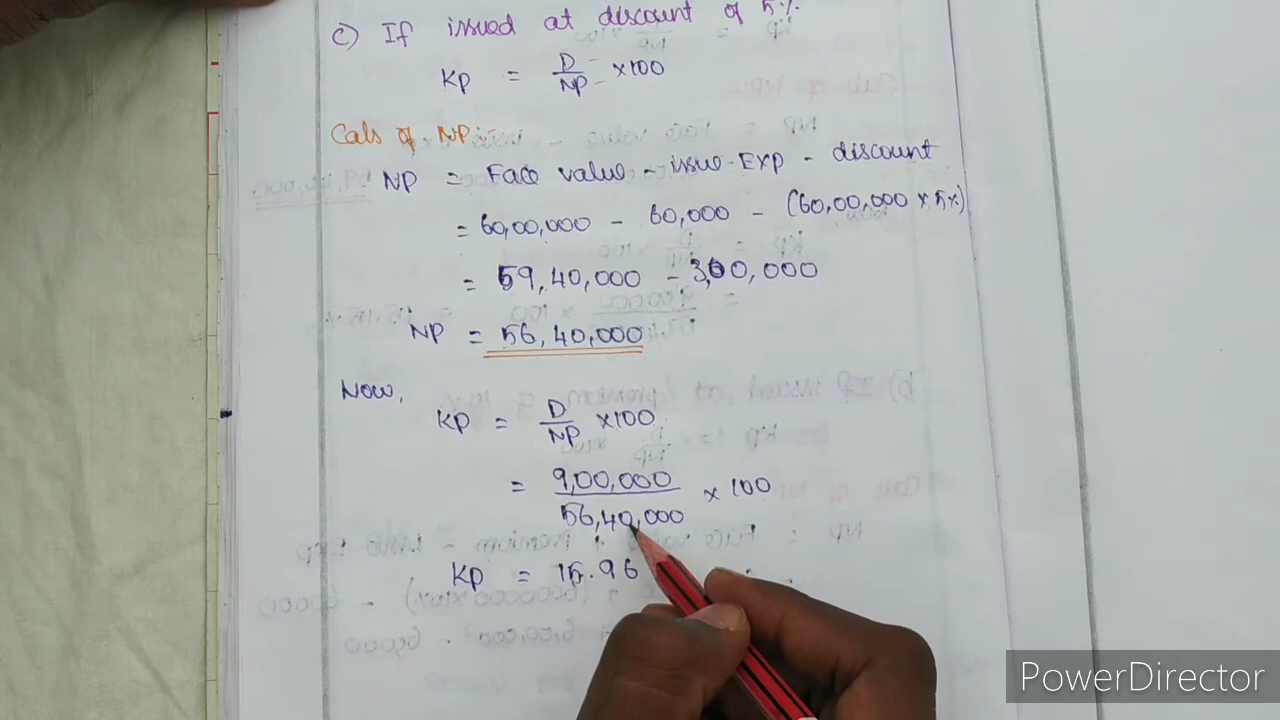 c) If issued at discount of 5%
Kp = D/NP × 100
Cals of NP:-
NP = Face value - issue Exp - discount
= 60,00,000 - 60,000 - (60,00,000 × 5%)
= 59,40,000 - 3,00,000
NP = 56,40,000
Now,
Kp = D/NP × 100
= 9,00,000/56,40,000 × 100
Kp = 15.96
PowerDirector